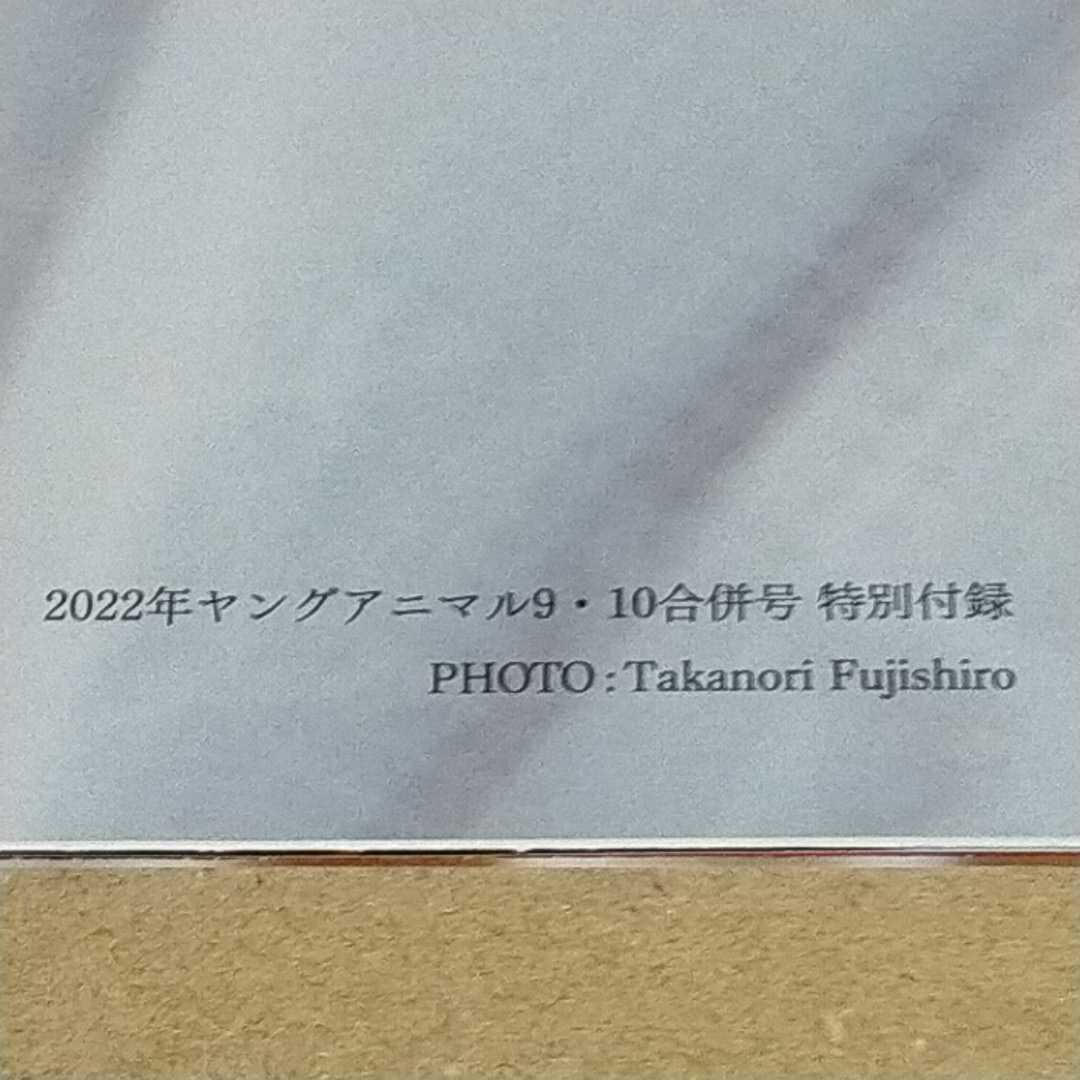 2022年ヤングアニマル9・10合併号 特別付録
PHOTO:Takanori Fujishiro